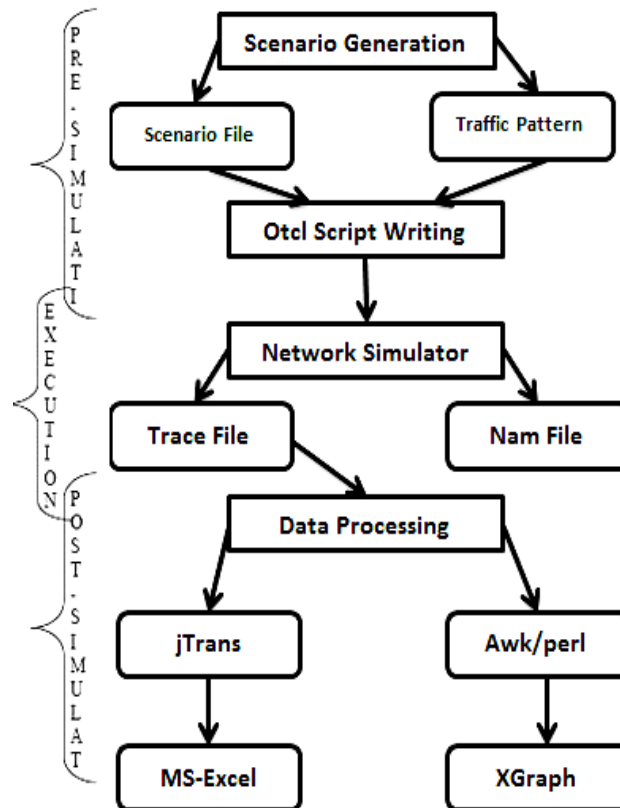 PRE-SIMULATI
Scenario Generation
Scenario File
Traffic Pattern
Otcl Script Writing
EXECUTION
Network Simulator
Trace File
Nam File
POST-SIMULAT
Data Processing
jTrans
Awk/perl
MS-Excel
XGraph